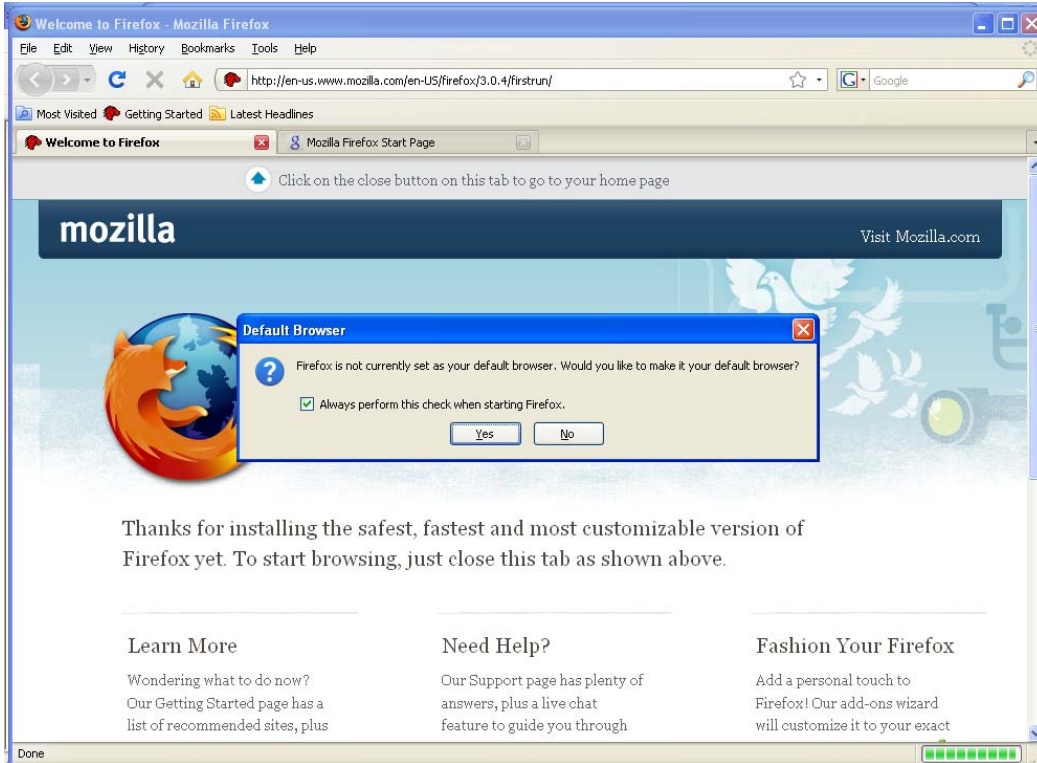 Welcome to Firefox - Mozilla Firefox
File Edit View History Bookmarks Tools Help
http://en-us.www.mozilla.com/en-US/firefox/3.0.4/firstrun/
G Google
Most Visited Getting Started Latest Headlines
Welcome to Firefox
g Mozilla Firefox Start Page
Click on the close button on this tab to go to your home page
mozilla
Visit Mozilla.com
Default Browser
Firefox is not currently set as your default browser. Would you like to make it your default browser?
Always perform this check when starting Firefox.
Yes No
Thanks for installing the safest, fastest and most customizable version of
Firefox yet. To start browsing, just close this tab as shown above.
Learn More
Wondering what to do now?
Our Getting Started page has a
list of recommended sites, plus
Need Help?
Our Support page has plenty of
answers, plus a live chat
feature to guide you through
Fashion Your Firefox
Add a personal touch to
Firefox! Our add-ons wizard
will customize it to your exact
Done